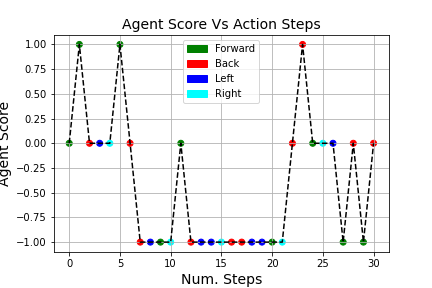 Agent Score Vs Action Steps
Agent Score
1.00
0.75
0.50
0.25
0.00
−0.25
−0.50
−0.75
−1.00
Forward
Back
Left
Right
0
5
10
15
20
25
30
Num. Steps